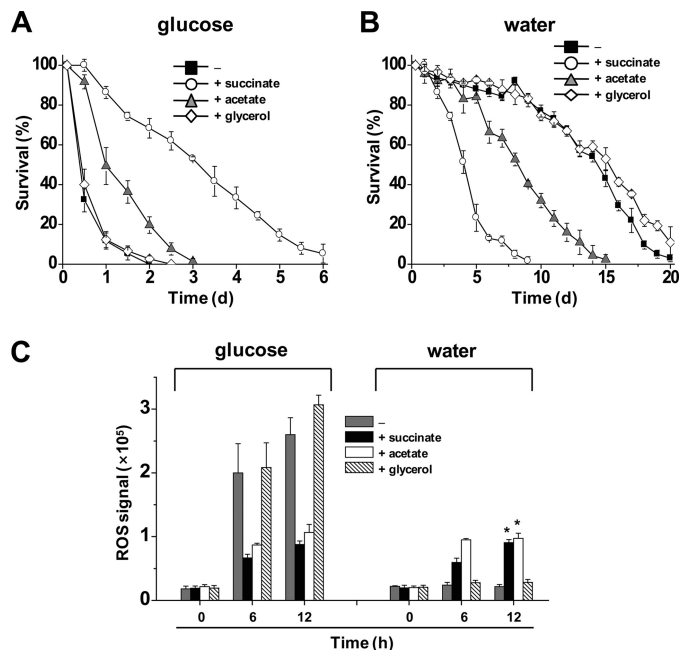 A
glucose
–
+ succinate
+ acetate
+ glycerol
100
80
60
40
20
0
Survival (%)
0 1 2 3 4 5 6
Time (d)
B
water
–
+ succinate
+ acetate
+ glycerol
100
80
60
40
20
0
Survival (%)
0 5 10 15 20
Time (d)
C
glucose
water
–
+ succinate
+ acetate
+ glycerol
3
2
1
0
ROS signal (×10⁵)
* *
0 6 12 0 6 12
Time (h)